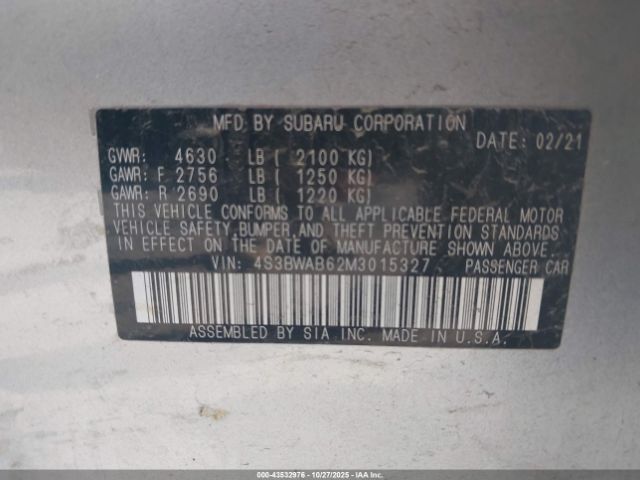 MFD BY SUBARU CORPORATION
DATE: 02/21
GVWR: 4630 LB ( 2100 KG)
GAWR: F 2756 LB ( 1250 KG)
GAWR: R 2690 LB ( 1220 KG)
THIS VEHICLE CONFORMS TO ALL APPLICABLE FEDERAL MOTOR
VEHICLE SAFETY, BUMPER, AND THEFT PREVENTION STANDARDS
IN EFFECT ON THE DATE OF MANUFACTURE SHOWN ABOVE.
VIN: 4S3BWAB62M3015327 PASSENGER CAR
ASSEMBLED BY SIA INC. MADE IN U.S.A.
000-43532976 | 10/27/2025 | IAA, Inc.